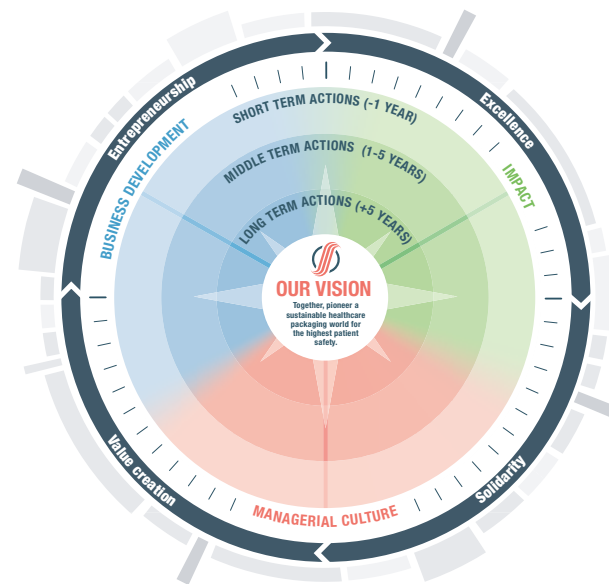 Entrepreneurship
Excellence
BUSINESS DEVELOPMENT
SHORT TERM ACTIONS (-1 YEAR)
MIDDLE TERM ACTIONS (1-5 YEARS)
LONG TERM ACTIONS (+5 YEARS)
IMPACT
OUR VISION
Together, pioneer a
sustainable healthcare
packaging world for
the highest patient
safety.
Value creation
Solidarity
MANAGERIAL CULTURE